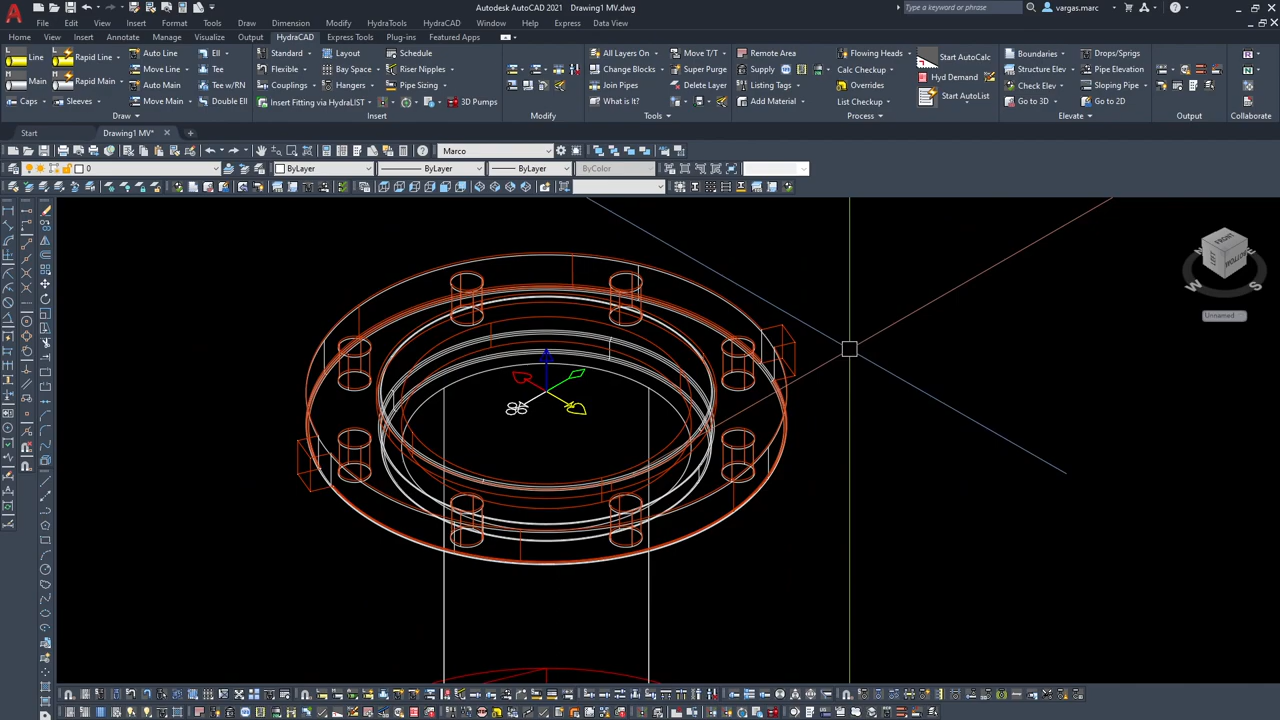 Autodesk AutoCAD 2021   Drawing1 MV.dwg
Type a keyword or phrase
vargas.marc
File Edit View Insert Format Tools Draw Dimension Modify HydraTools HydraCAD Window Help Express Data View
Home Insert Annotate Manage Visualize Output HydraCAD Express Tools Plug-ins Featured Apps
Line Rapid Line Auto Line Ell Standard Layout Schedule All Layers On Move T/T Remote Area Flowing Heads Start AutoCalc Boundaries Drops/Sprigs
Move Line Tee Flexible Bay Space Riser Nipples Change Blocks Super Purge Supply Calc Checkup Hyd Demand Structure Elev Pipe Elevation
Main Rapid Main Auto Main Tee w/RN Couplings Hangers Pipe Sizing Join Pipes Delete Layer Listing Tags Overrides Start AutoList Check Elev Sloping Pipe
Caps Sleeves Move Main Double Ell Insert Fitting via HydraLIST 3D Pumps What is it? Add Material List Checkup Go to 3D Go to 2D
Draw Insert Modify Tools Process Elevate Output Collaborate
Start Drawing1 MV*
Marco
0 ByLayer ByLayer ByLayer ByColor
FRONT
BOTTOM
N E
W S
Unnamed